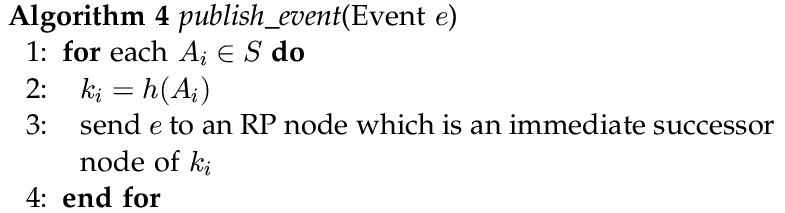 Algorithm 4 publish_event(Event e)
1: for each A_i ∈ S do
2: k_i = h(A_i)
3: send e to an RP node which is an immediate successor
node of k_i
4: end for